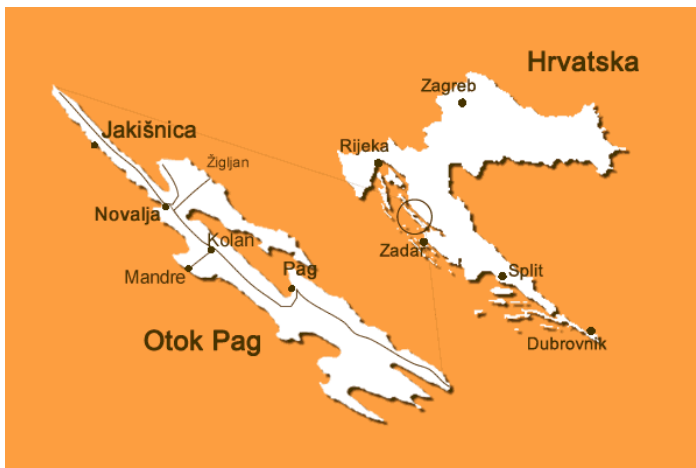 Hrvatska
Zagreb
Jakišnica
Rijeka
Žigljan
Novalja
Kolan
Zadar
Mandre
Pag
Split
Otok Pag
Dubrovnik